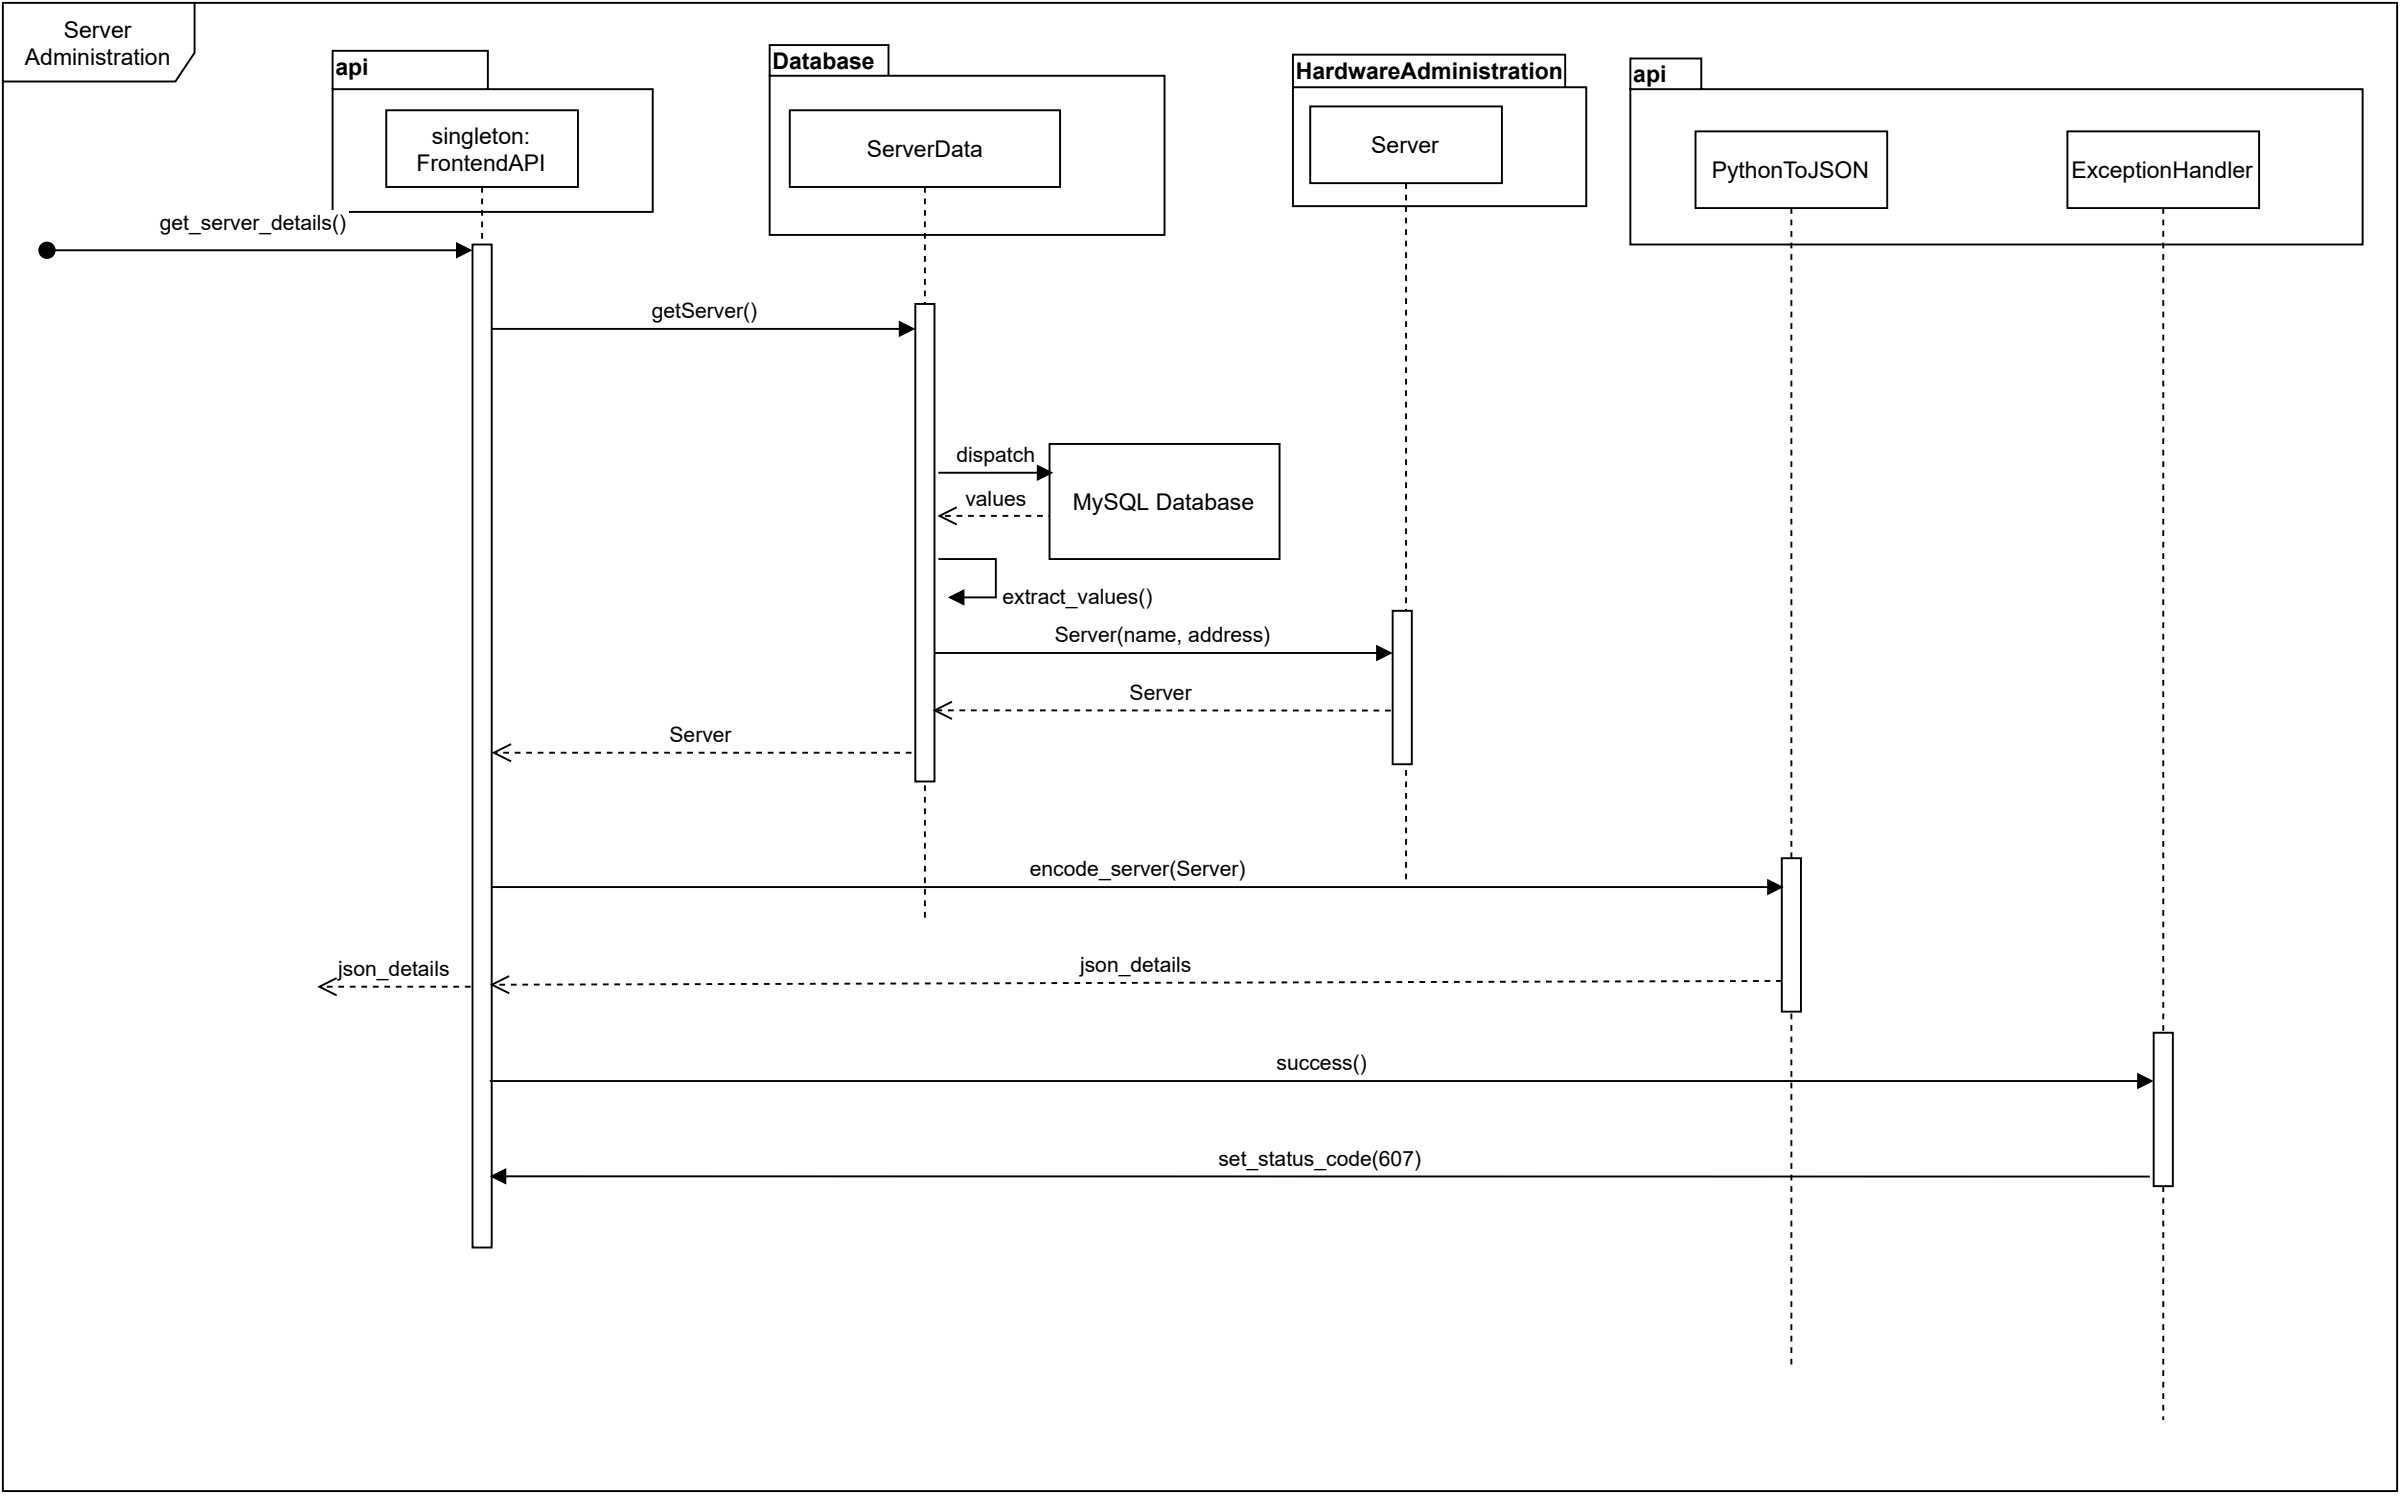 Server
Administration
api
Database
HardwareAdministration
api
singleton:
FrontendAPI
ServerData
Server
PythonToJSON
ExceptionHandler
get_server_details()
getServer()
dispatch
values
MySQL Database
extract_values()
Server(name, address)
Server
Server
encode_server(Server)
json_details
json_details
success()
set_status_code(607)